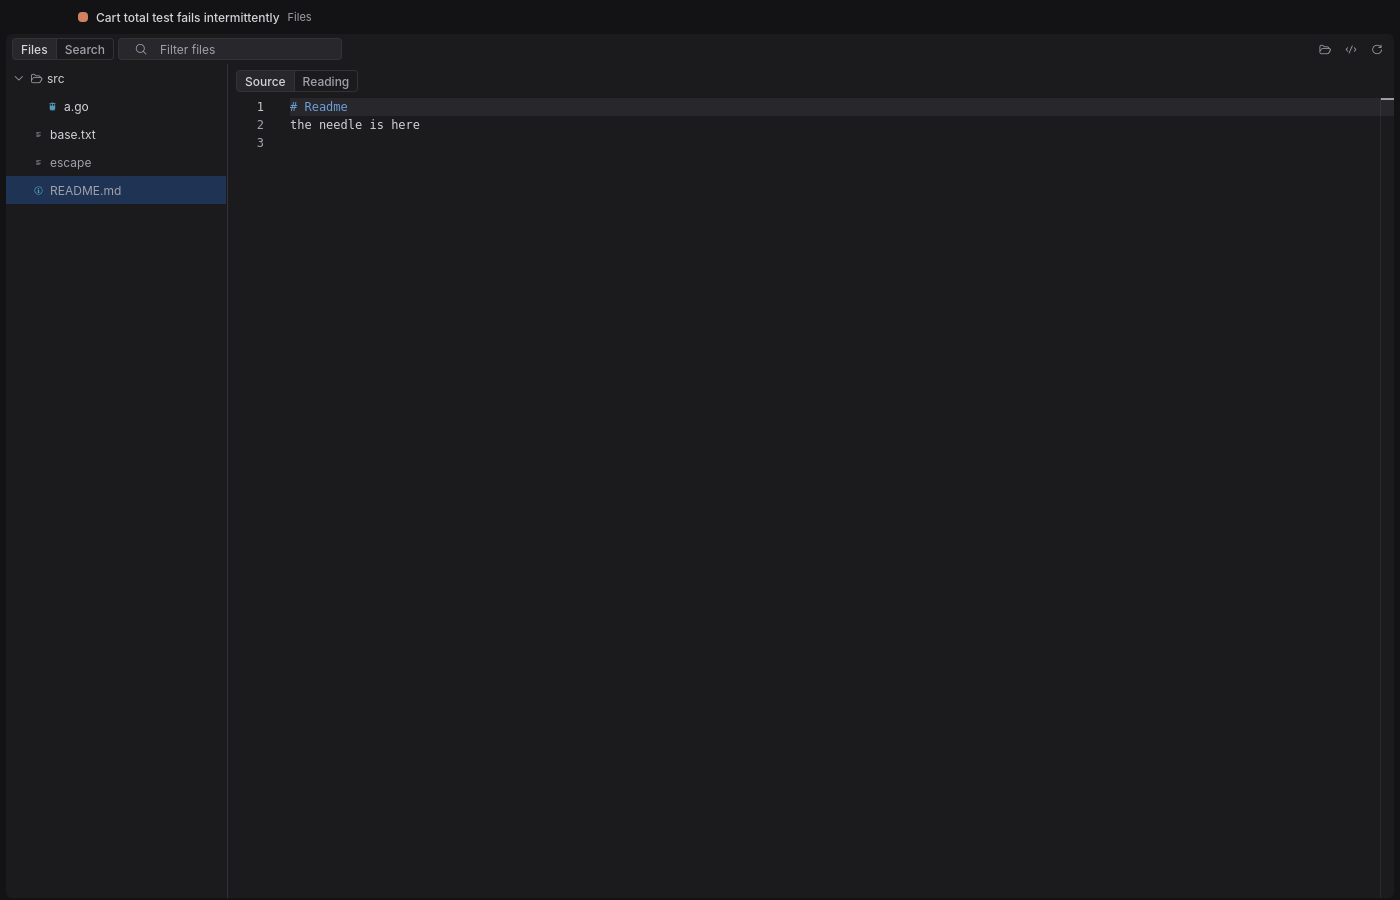 Cart total test fails intermittently Files
Files Search Filter files
src
a.go
base.txt
escape
README.md
Source Reading
1 # Readme
2 the needle is here
3